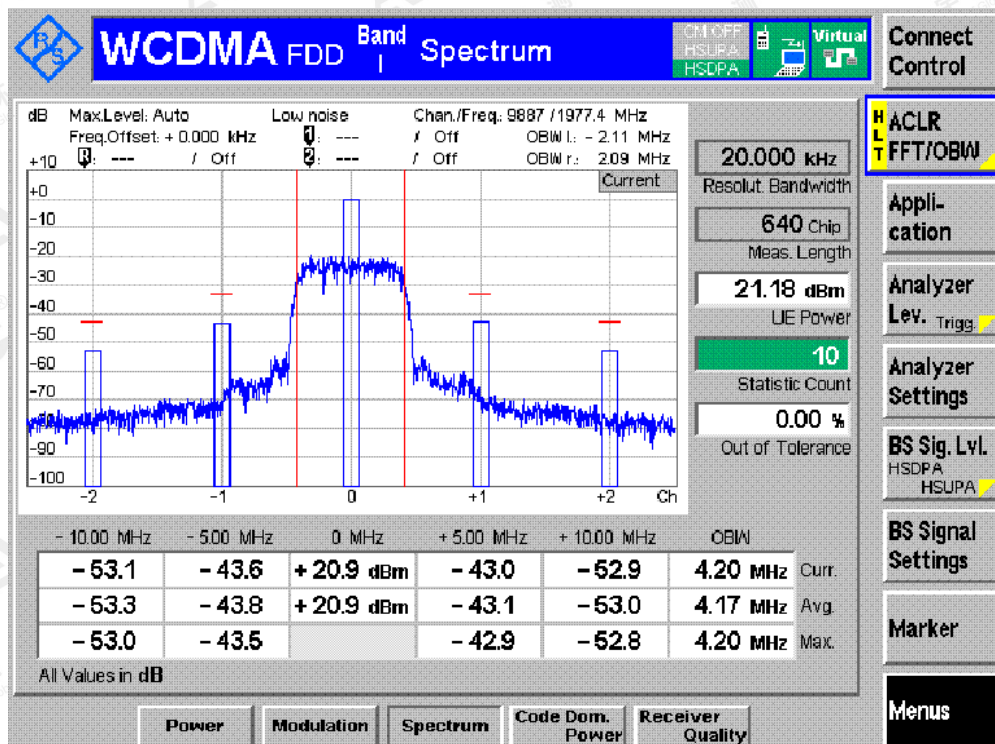 R/S WCDMA FDD Band I Spectrum
CM OFF
HSUPA
HSDPA
Virtual
Connect Control
dB Max.Level: Auto Low noise Chan./Freq.: 9887 /1977.4 MHz
Freq.Offset: + 0.000 kHz 1: --- / Off OBW l.: - 2.11 MHz
R: --- / Off 2: --- / Off OBW r.: 2.09 MHz
Current
+10
+0
-10
-20
-30
-40
-50
-60
-70
-80
-90
-100
-2 -1 0 +1 +2 Ch
20.000 kHz
Resolut. Bandwidth
640 Chip
Meas. Length
21.18 dBm
UE Power
10
Statistic Count
0.00 %
Out of Tolerance
- 10.00 MHz - 5.00 MHz 0 MHz + 5.00 MHz + 10.00 MHz OBW
- 53.1 - 43.6 + 20.9 dBm - 43.0 - 52.9 4.20 MHz Curr.
- 53.3 - 43.8 + 20.9 dBm - 43.1 - 53.0 4.17 MHz Avg.
- 53.0 - 43.5 - 42.9 - 52.8 4.20 MHz Max.
All Values in dB
HLT
ACLR
FFT/OBW
Appli-
cation
Analyzer
Lev. Trigg.
Analyzer
Settings
BS Sig. Lvl.
HSDPA
HSUPA
BS Signal
Settings
Marker
Menus
Power
Modulation
Spectrum
Code Dom.
Power
Receiver
Quality